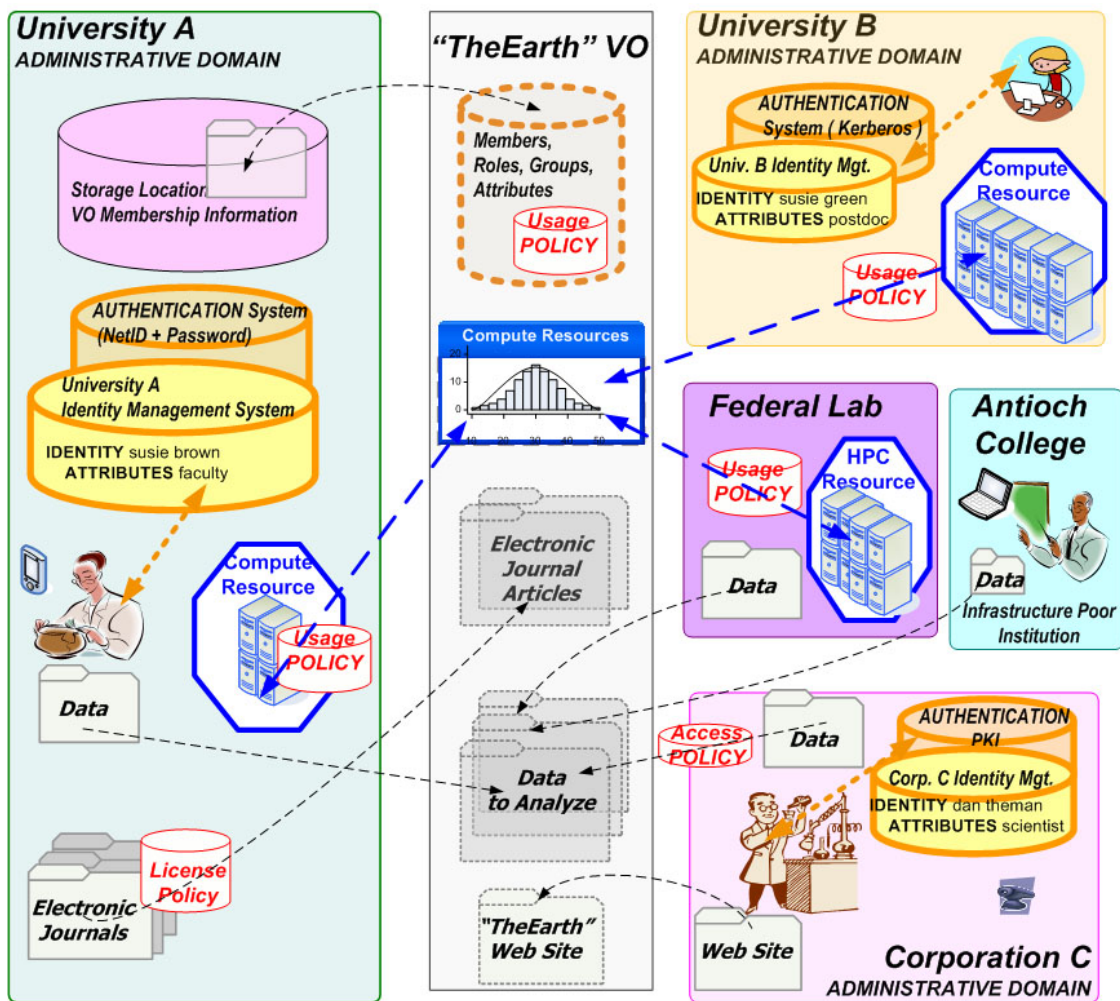 University A
ADMINISTRATIVE DOMAIN
Storage Location
VO Membership Information
AUTHENTICATION System
(NetID + Password)
University A
Identity Management System
IDENTITY susie brown
ATTRIBUTES faculty
Compute
Resource
Usage
POLICY
Data
License
Policy
Electronic
Journals
"TheEarth" VO
Members,
Roles, Groups,
Attributes
Usage
POLICY
Compute Resources
20
10
0
10 20 30 40 50
Electronic
Journal
Articles
Data
to Analyze
"TheEarth"
Web Site
University B
ADMINISTRATIVE DOMAIN
AUTHENTICATION
System ( Kerberos )
Univ. B Identity Mgt.
IDENTITY susie green
ATTRIBUTES postdoc
Compute
Resource
Usage
POLICY
Federal Lab
HPC
Resource
Usage
POLICY
Data
Antioch
College
Data
Infrastructure Poor
Institution
Access
POLICY
Data
AUTHENTICATION
PKI
Corp. C Identity Mgt.
IDENTITY dan theman
ATTRIBUTES scientist
Web Site
Corporation C
ADMINISTRATIVE DOMAIN